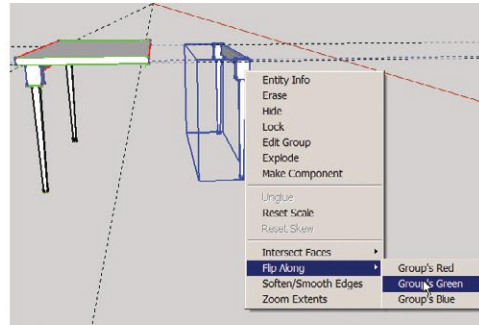 Entity Info
Erase
Hide
Lock
Edit Group
Explode
Make Component
Unglue
Reset Scale
Reset Skew
Intersect Faces
Flip Along
Group's Red
Soften/Smooth Edges
Group's Green
Zoom Extents
Group's Blue